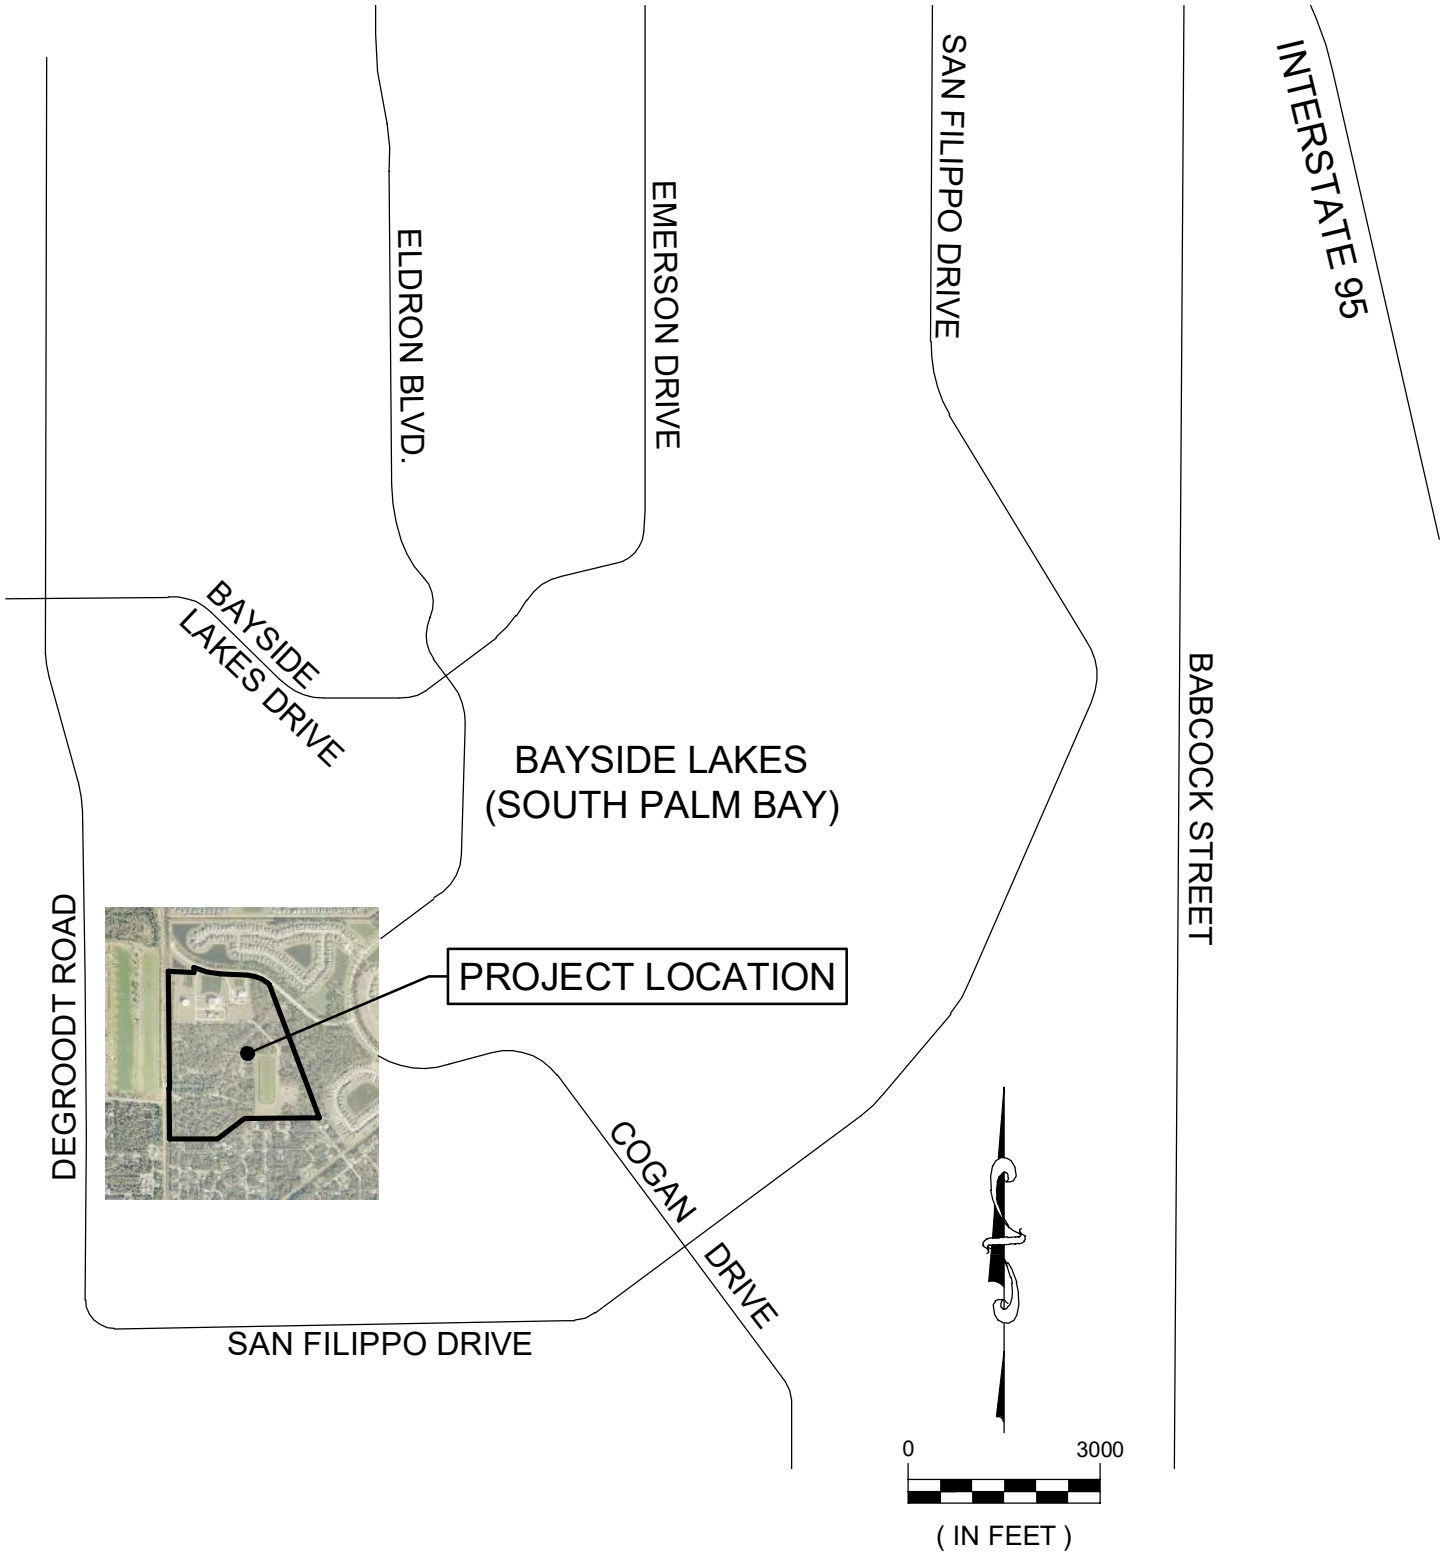 SAN FILIPPO DRIVE
INTERSTATE 95
EMERSON DRIVE
ELDRON BLVD.
BAYSIDE
LAKES DRIVE
BABCOCK STREET
BAYSIDE LAKES
(SOUTH PALM BAY)
DEGROODT ROAD
PROJECT LOCATION
COGAN DRIVE
SAN FILIPPO DRIVE
0 3000
( IN FEET )